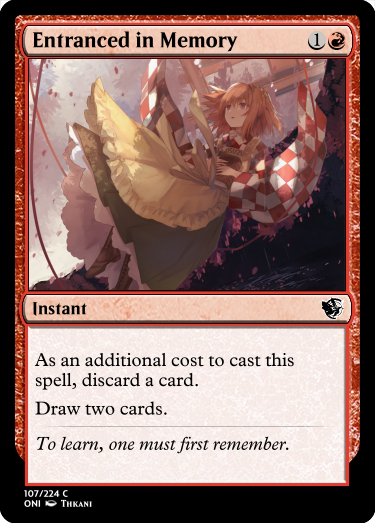 Entranced in Memory 1
Instant
As an additional cost to cast this
spell, discard a card.
Draw two cards.
To learn, one must first remember.
107/224 C
ONI Thkani